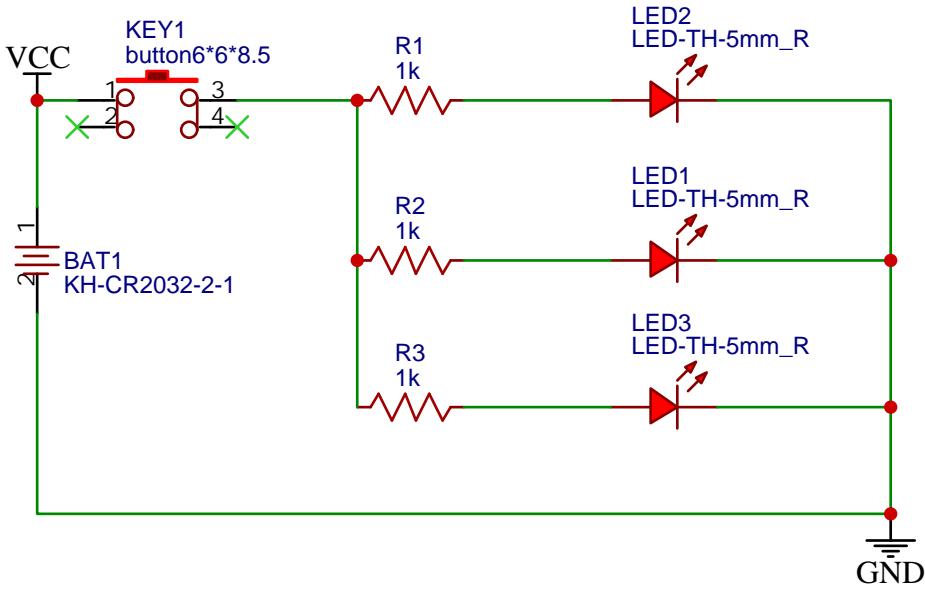 VCC
KEY1
button6*6*8.5
1
2
3
4
R1
1k
LED2
LED-TH-5mm_R
R2
1k
LED1
LED-TH-5mm_R
1
2
BAT1
KH-CR2032-2-1
R3
1k
LED3
LED-TH-5mm_R
GND